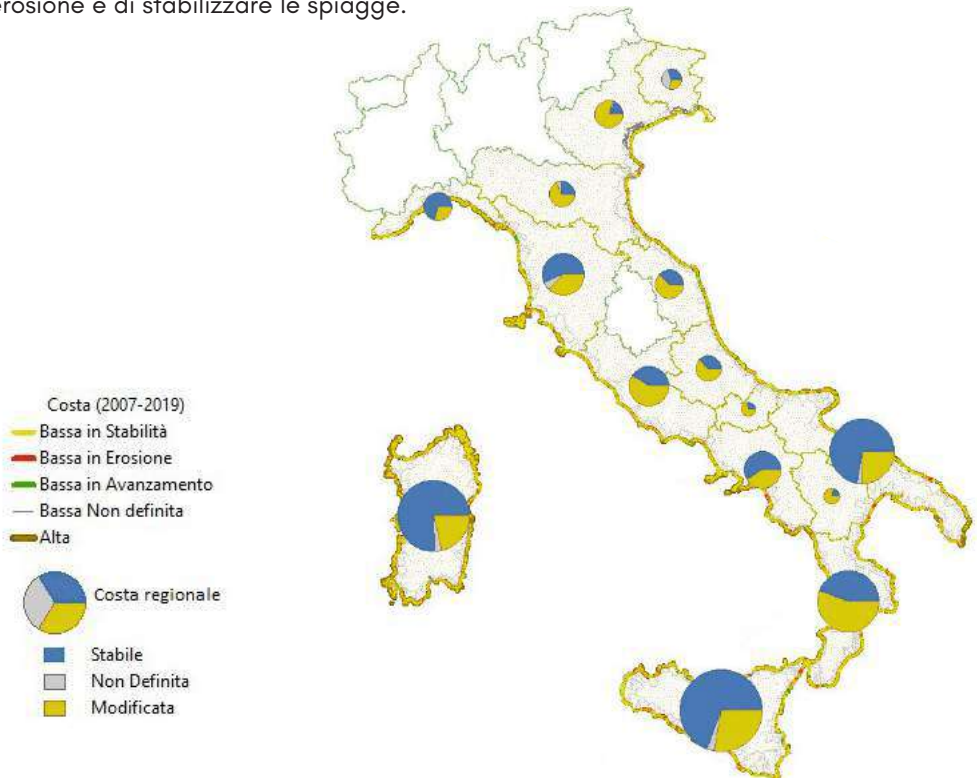 erosione e di stabilizzare le spiagge.
Costa (2007-2019)
Bassa in Stabilità
Bassa in Erosione
Bassa in Avanzamento
Bassa Non definita
Alta
Costa regionale
Stabile
Non Definita
Modificata